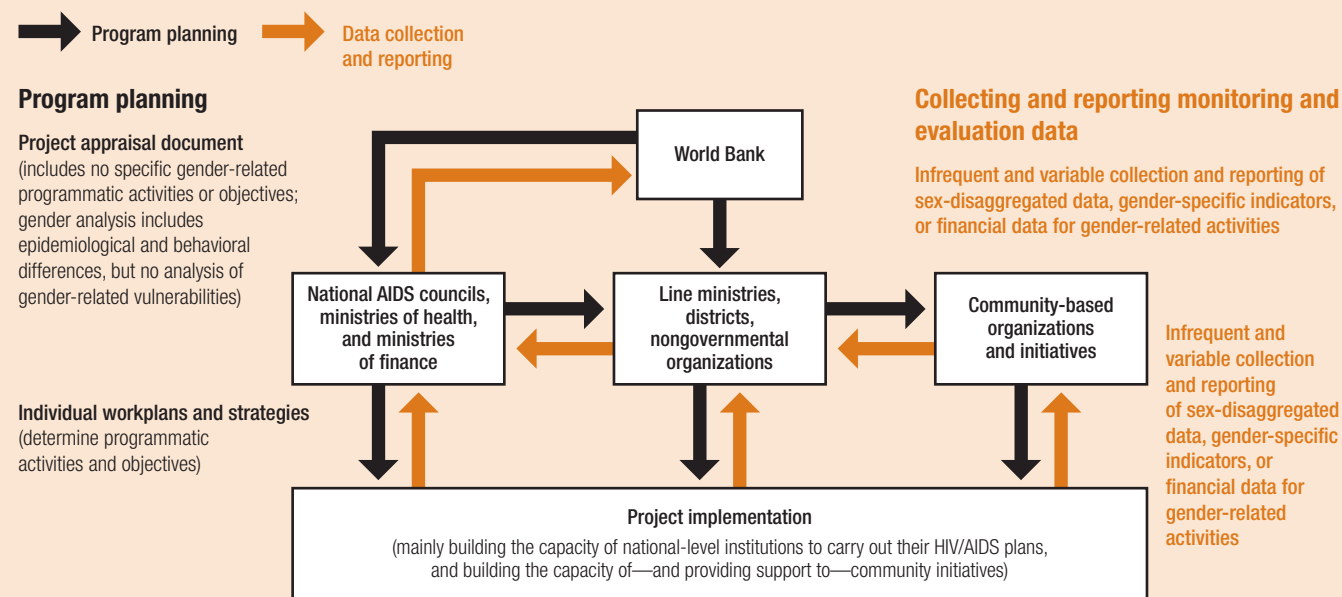 Program planning
Data collection
and reporting
Program planning
Project appraisal document
(includes no specific gender-related
programmatic activities or objectives;
gender analysis includes
epidemiological and behavioral
differences, but no analysis of
gender-related vulnerabilities)
Individual workplans and strategies
(determine programmatic
activities and objectives)
World Bank
National AIDS councils,
ministries of health,
and ministries
of finance
Line ministries,
districts,
nongovernmental
organizations
Community-based
organizations
and initiatives
Collecting and reporting monitoring and
evaluation data
Infrequent and variable collection and reporting of
sex-disaggregated data, gender-specific indicators,
or financial data for gender-related activities
Infrequent and
variable collection
and reporting
of sex-disaggregated
data, gender-specific
indicators, or
financial data for
gender-related
activities
Project implementation
(mainly building the capacity of national-level institutions to carry out their HIV/AIDS plans,
and building the capacity of—and providing support to—community initiatives)